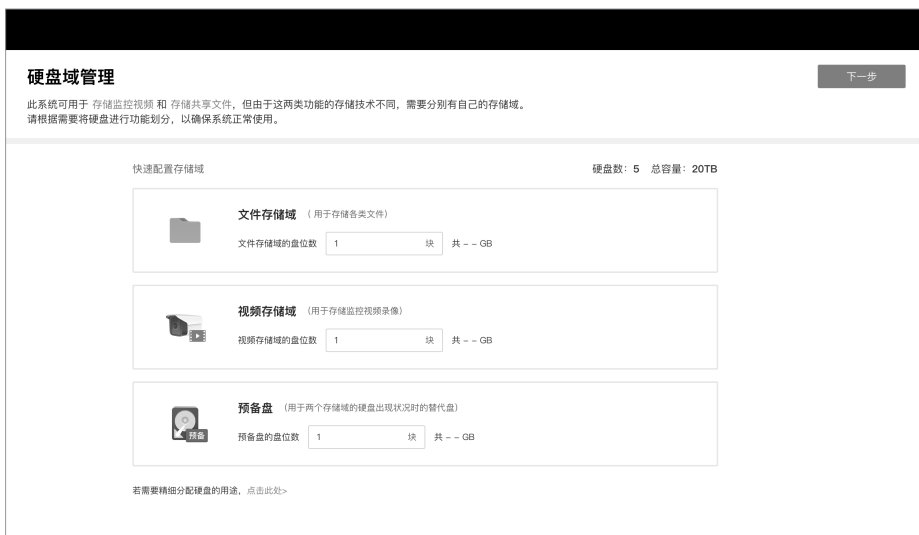 硬盘域管理
下一步
此系统可用于 存储监控视频 和 存储共享文件，但由于这两类功能的存储技术不同，需要分别有自己的存储域。
请根据需要将硬盘进行功能划分，以确保系统正常使用。
快速配置存储域
硬盘数：5 总容量：20TB
文件存储域 （ 用于存储各类文件）
文件存储域的盘位数 1 块 共 – – GB
视频存储域 （用于存储监控视频录像）
视频存储域的盘位数 1 块 共 – – GB
预备盘 （用于两个存储域的硬盘出现状况时的替代盘）
预备
预备盘的盘位数 1 块 共 – – GB
若需要精细分配硬盘的用途，点击此处>